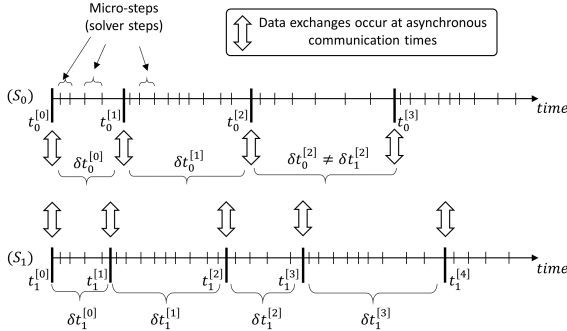 Micro-steps
(solver steps)
Data exchanges occur at asynchronous
communication times
(S₀)
time
t₀^[0] t₀^[1] t₀^[2] t₀^[3]
δt₀^[0] δt₀^[1] δt₀^[2] ≠ δt₁^[2]
(S₁)
time
t₁^[0] t₁^[1] t₁^[2] t₁^[3] t₁^[4]
δt₁^[0] δt₁^[1] δt₁^[2] δt₁^[3]